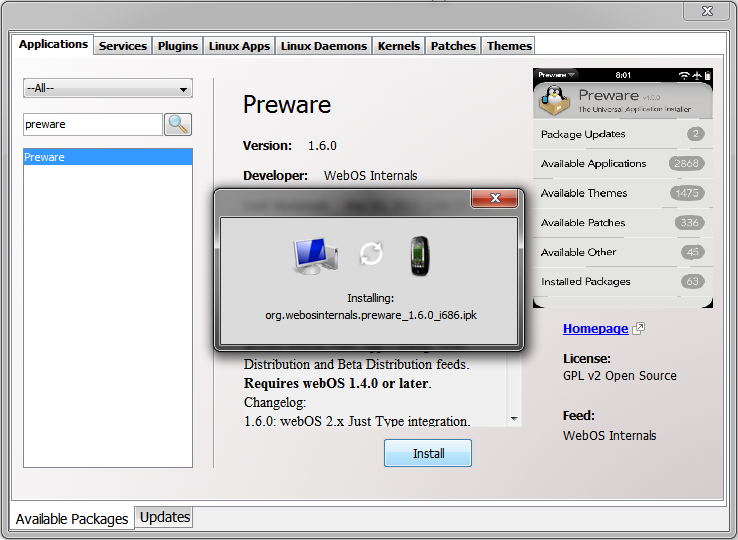 Applications Services Plugins Linux Apps Linux Daemons Kernels Patches Themes
--All--
preware
Preware
Preware
Version: 1.6.0
Developer: WebOS Internals
Installing:
org.webosinternals.preware_1.6.0_i686.ipk
Distribution and Beta Distribution feeds.
Requires webOS 1.4.0 or later.
Changelog:
1.6.0: webOS 2.x Just Type integration.
Install
Preware 8:01
Preware v1.0.0
The Universal Application Installer
Package Updates 2
Available Applications 2868
Available Themes 1475
Available Patches 336
Available Other 45
Installed Packages 63
Homepage
License:
GPL v2 Open Source
Feed:
WebOS Internals
Available Packages Updates